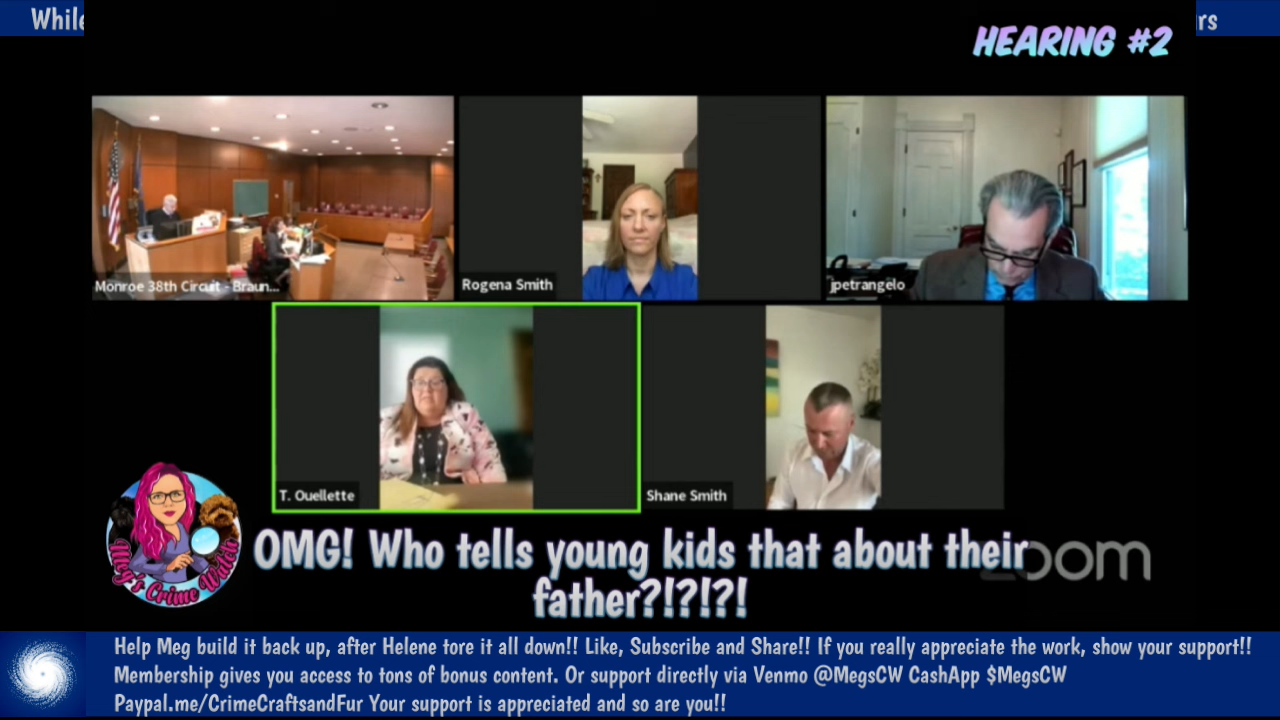 While
rs
HEARING #2
Monroe 38th Circuit - Braun...
Rogena Smith
jpetrangelo
T. Ouellette
Shane Smith
Meg's Crime Watch
OMG! Who tells young kids that about their
father?!?!?!
zoom
Help Meg build it back up, after Helene tore it all down!! Like, Subscribe and Share!! If you really appreciate the work, show your support!!
Membership gives you access to tons of bonus content. Or support directly via Venmo @MegsCW CashApp $MegsCW
Paypal.me/CrimeCraftsandFur Your support is appreciated and so are you!!